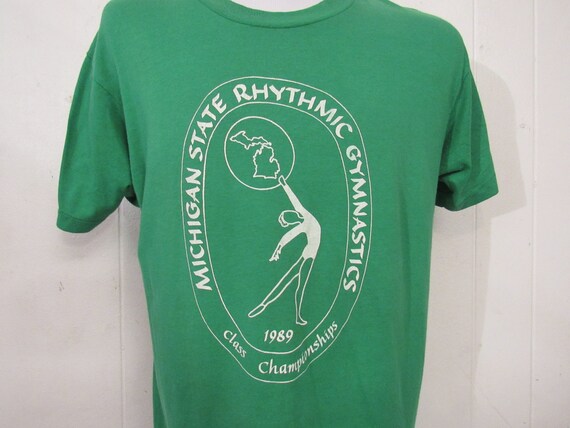 MICHIGAN STATE RHYTHMIC GYMNASTICS
1989
Class Championships